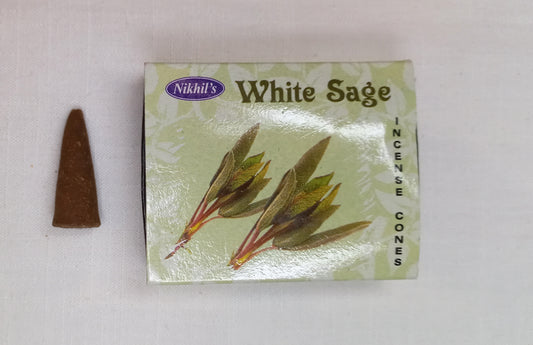 Nikhil's
White Sage
INCENSE CONES